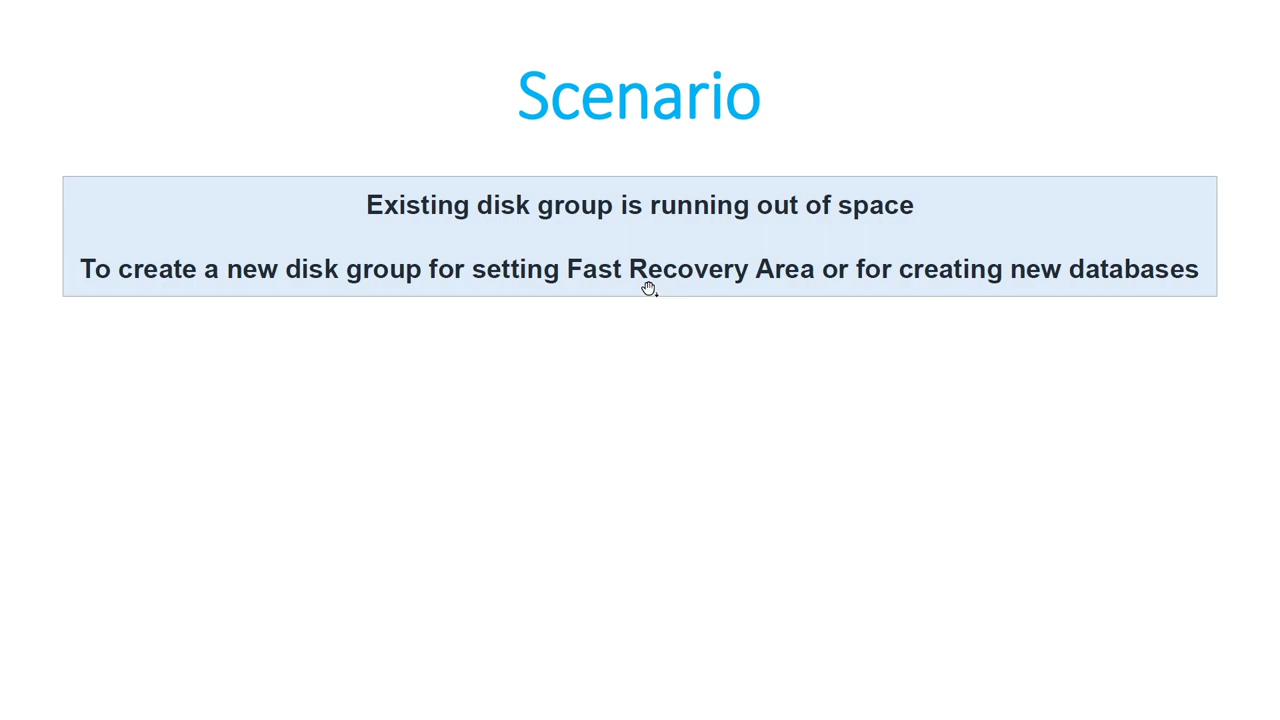 Scenario
Existing disk group is running out of space
To create a new disk group for setting Fast Recovery Area or for creating new databases